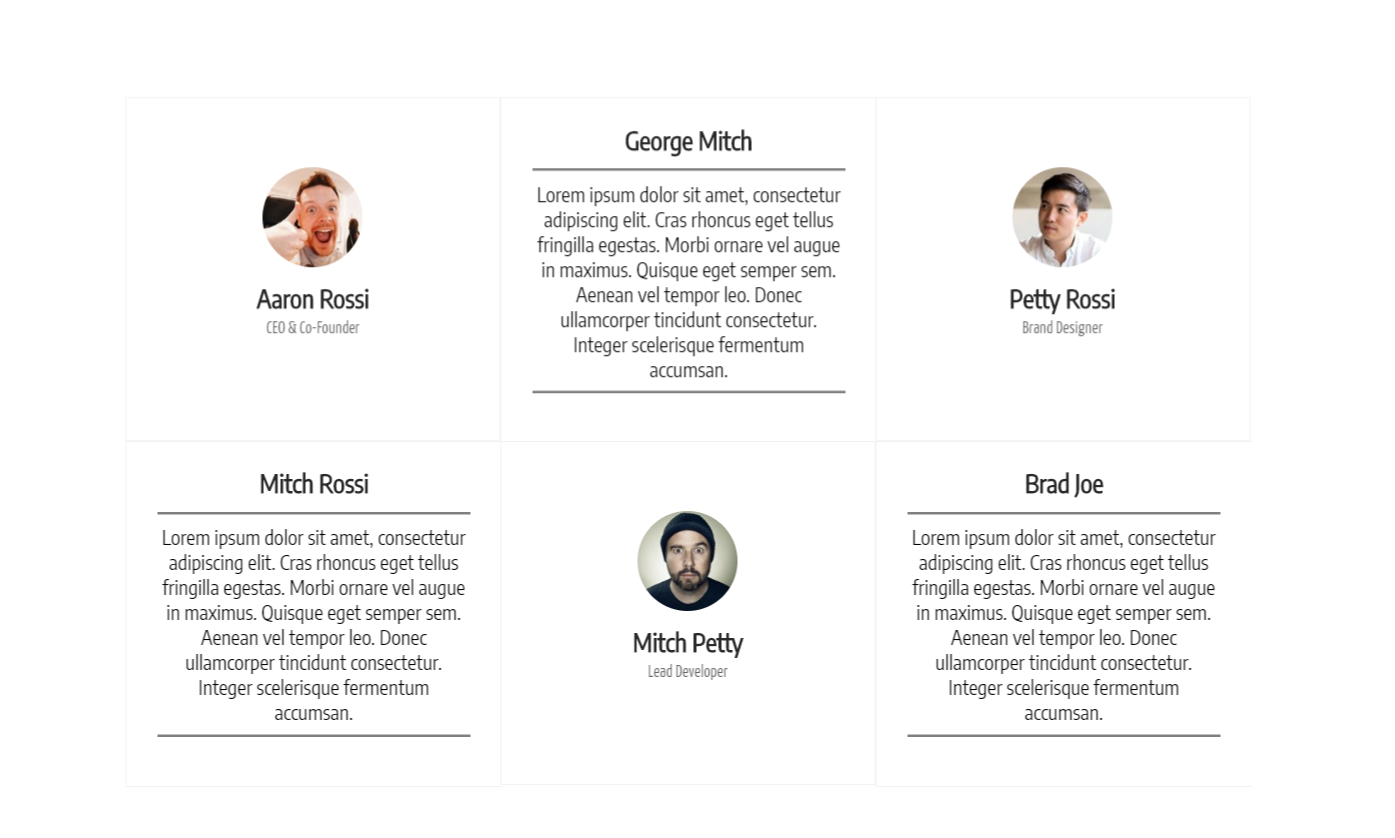 Aaron Rossi
CEO & Co-Founder
George Mitch
Lorem ipsum dolor sit amet, consectetur
adipiscing elit. Cras rhoncus eget tellus
fringilla egestas. Morbi ornare vel augue
in maximus. Quisque eget semper sem.
Aenean vel tempor leo. Donec
ullamcorper tincidunt consectetur.
Integer scelerisque fermentum
accumsan.
Petty Rossi
Brand Designer
Mitch Rossi
Lorem ipsum dolor sit amet, consectetur
adipiscing elit. Cras rhoncus eget tellus
fringilla egestas. Morbi ornare vel augue
in maximus. Quisque eget semper sem.
Aenean vel tempor leo. Donec
ullamcorper tincidunt consectetur.
Integer scelerisque fermentum
accumsan.
Mitch Petty
Lead Developer
Brad Joe
Lorem ipsum dolor sit amet, consectetur
adipiscing elit. Cras rhoncus eget tellus
fringilla egestas. Morbi ornare vel augue
in maximus. Quisque eget semper sem.
Aenean vel tempor leo. Donec
ullamcorper tincidunt consectetur.
Integer scelerisque fermentum
accumsan.